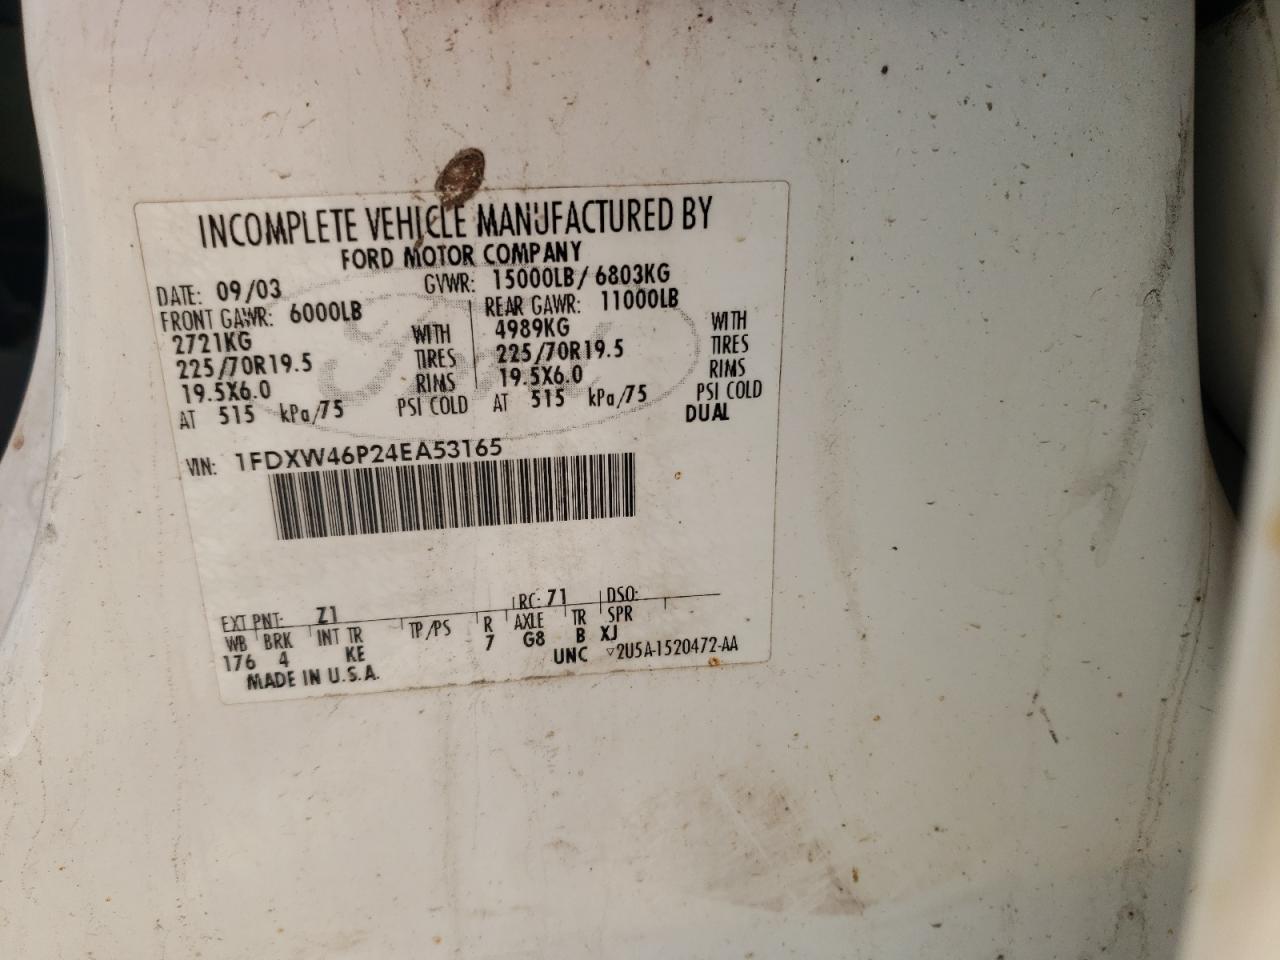 INCOMPLETE VEHICLE MANUFACTURED BY
FORD MOTOR COMPANY
DATE: 09/03 GVWR: 15000LB / 6803KG
FRONT GAWR: 6000LB REAR GAWR: 11000LB
2721KG WITH 4989KG WITH
225/70R19.5 TIRES 225/70R19.5 TIRES
19.5X6.0 RIMS 19.5X6.0 RIMS
AT 515 kPa/75 PSI COLD AT 515 kPa/75 PSI COLD
DUAL
VIN: 1FDXW46P24EA53165
EXT PNT: Z1 RC: 71 DSO:
WB BRK INT TR TP/PS R AXLE TR SPR
176 4 KE 7 G8 B XJ
MADE IN U.S.A. UNC ▽2U5A-1520472-AA